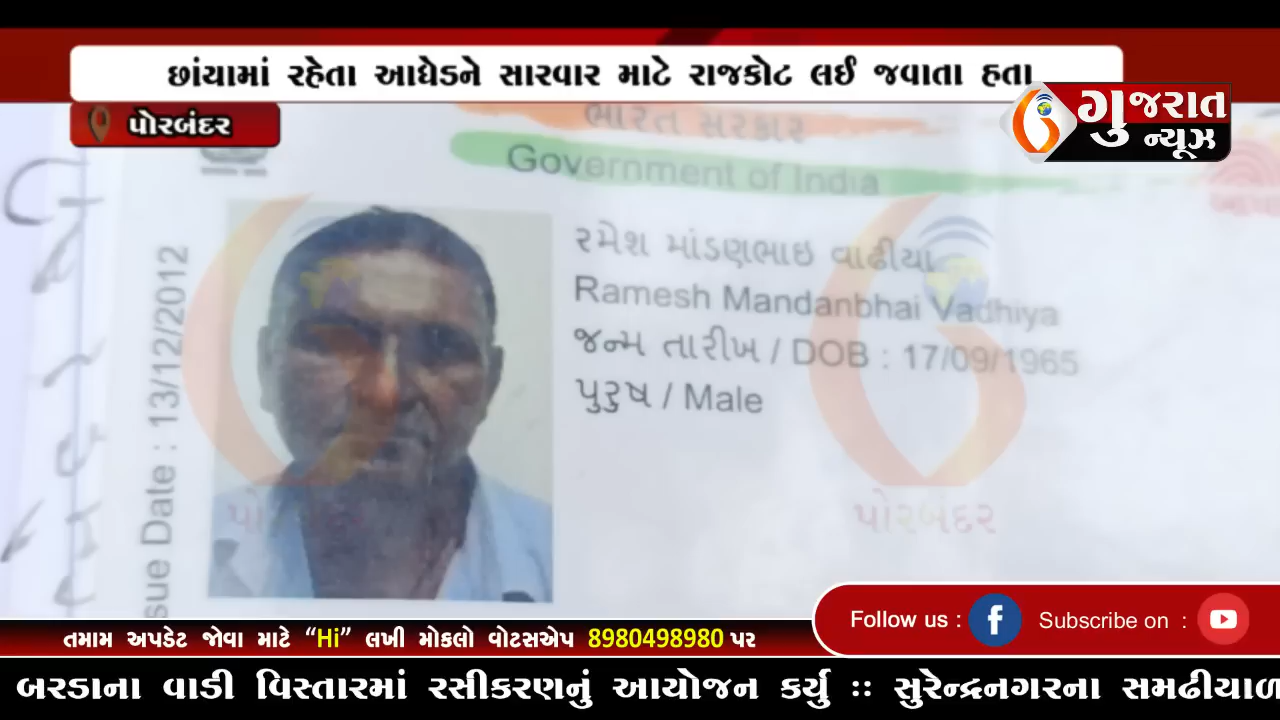 છાંયામાં રહેતા આધેડને સારવાર માટે રાજકોટ લઈ જવાતા હતા
પોરબંદર
ગુજરાત
ન્યૂઝ
ભારત સરકાર
Government of India
રમેશ માંડણભાઇ વાઢીયા
Ramesh Mandanbhai Vadhiya
જન્મ તારીખ / DOB : 17/09/1965
પુરુષ / Male
sue Date : 13/12/2012
પોરબંદર
Follow us :
Subscribe on :
તમામ અપડેટ જોવા માટે “Hi” લખી મોકલો વોટસએપ 8980498980 પર
બરડાના વાડી વિસ્તારમાં રસીકરણનું આયોજન કર્યુ :: સુરેન્દ્રનગરના સમઢીયાળ